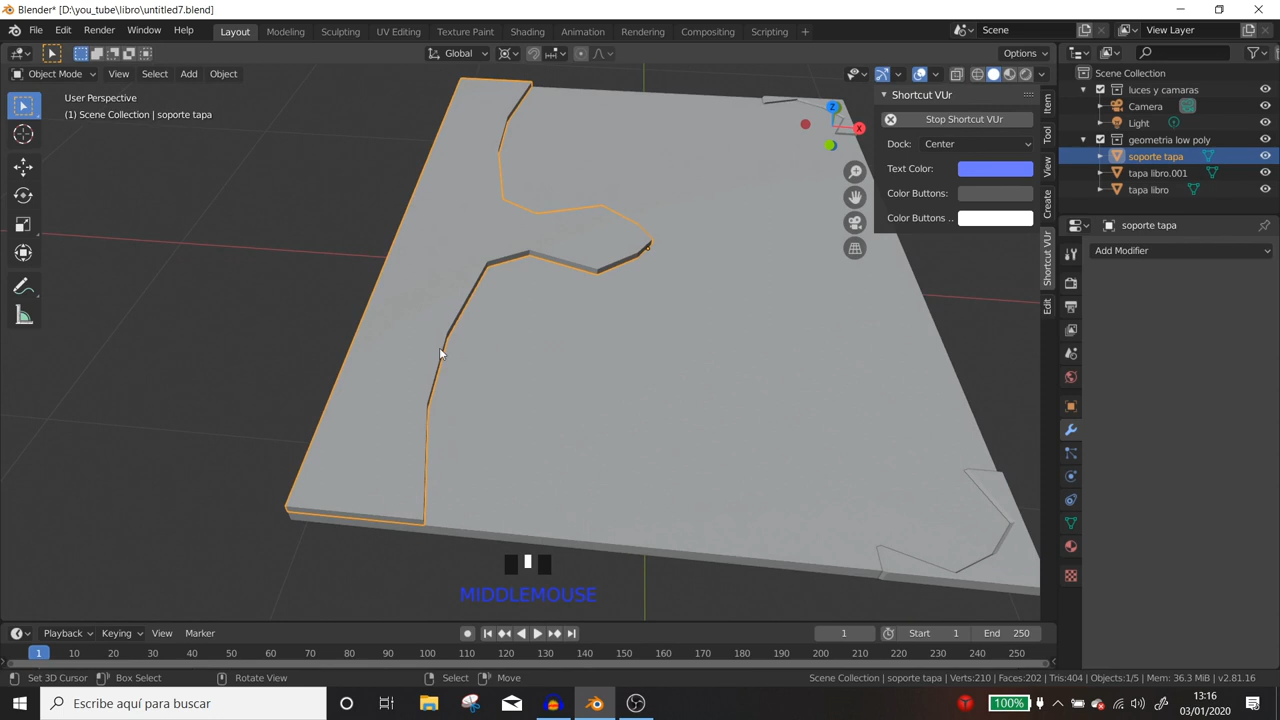 Blender* [D:\you_tube\libro\untitled7.blend]
File Edit Render Window Help Layout Modeling Sculpting UV Editing Texture Paint Shading Animation Rendering Compositing Scripting + Scene View Layer
Global Options
Object Mode View Select Add Object
User Perspective
(1) Scene Collection | soporte tapa
Z
X
Shortcut VUr
Stop Shortcut VUr
Dock: Center
Text Color:
Color Buttons:
Color Buttons ..
Item
Tool
View
Create
Shortcut VUr
Edit
Scene Collection
luces y camaras
Camera
Light
geometria low poly
soporte tapa
tapa libro.001
tapa libro
soporte tapa
Add Modifier
MIDDLEMOUSE
Playback Keying View Marker 1 Start 1 End 250
1 10 20 30 40 50 60 70 80 90 100 110 120 130 140 150 160 170 180 190 200 210 220 230 240 250
Set 3D Cursor Box Select Rotate View Select Move Scene Collection | soporte tapa | Verts:210 | Faces:202 | Tris:404 | Objects:1/5 | Mem: 36.3 MiB | v2.81.16
Escribe aquí para buscar 100% 13:16
03/01/2020